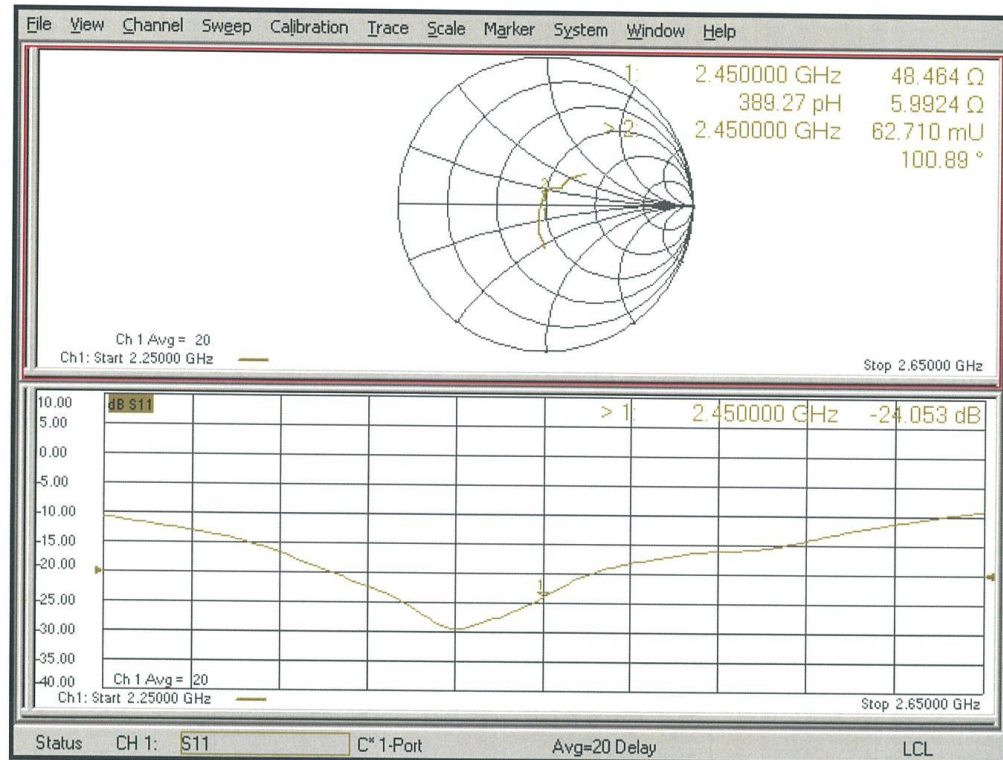 File View Channel Sweep Calibration Trace Scale Marker System Window Help
1: 2.450000 GHz 48.464 Ω
389.27 pH 5.9924 Ω
> 2: 2.450000 GHz 62.710 mU
100.89 °
2
Ch 1 Avg = 20
Ch1: Start 2.25000 GHz
Stop 2.65000 GHz
10.00 dB S11
> 1: 2.450000 GHz -24.053 dB
5.00
0.00
-5.00
-10.00
-15.00
-20.00
1
-25.00
-30.00
-35.00
-40.00
Ch 1 Avg = 20
Ch1: Start 2.25000 GHz
Stop 2.65000 GHz
Status CH 1: S11 C* 1-Port Avg=20 Delay LCL